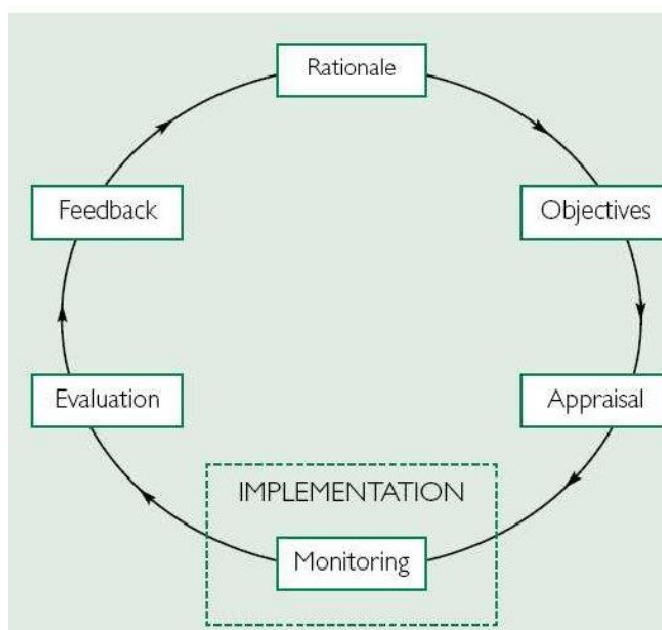 Rationale
Objectives
Appraisal
IMPLEMENTATION
Monitoring
Evaluation
Feedback